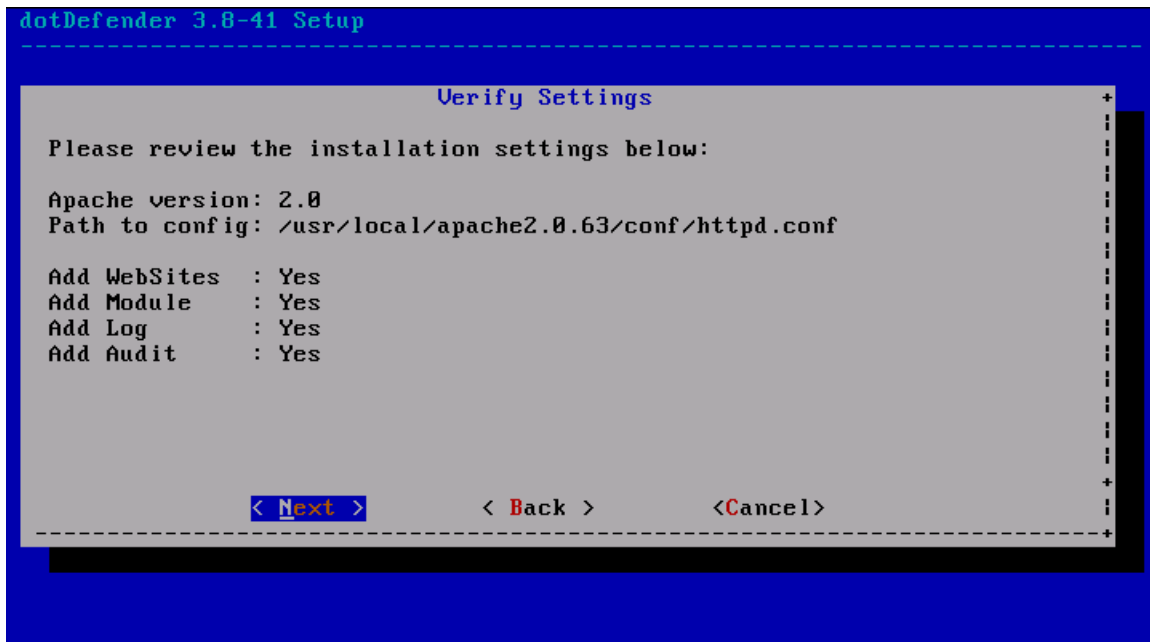 dotDefender 3.8-41 Setup
Verify Settings
Please review the installation settings below:
Apache version: 2.0
Path to config: /usr/local/apache2.0.63/conf/httpd.conf
Add WebSites : Yes
Add Module : Yes
Add Log : Yes
Add Audit : Yes
< Next > < Back > <Cancel>